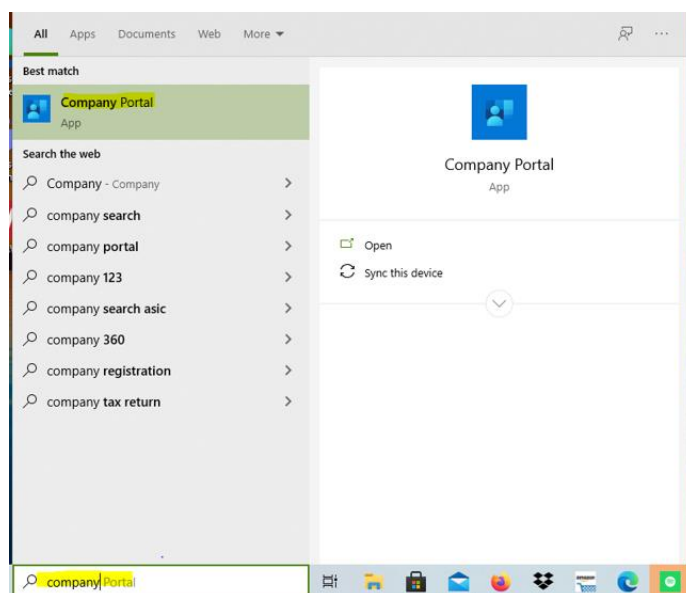 All Apps Documents Web More
Best match
Company Portal
App
Search the web
Company - Company
company search
company portal
company 123
company search asic
company 360
company registration
company tax return
Company Portal
App
Open
Sync this device
company Portal